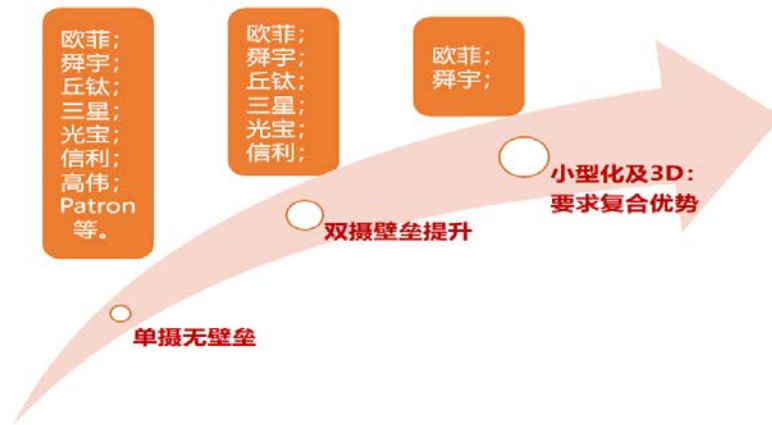 欧菲；
舜宇；
丘钛；
三星；
光宝；
信利；
高伟；
Patron
等。
欧菲；
舜宇；
丘钛；
三星；
光宝；
信利；
欧菲；
舜宇；
单摄无壁垒
双摄壁垒提升
小型化及3D：
要求复合优势